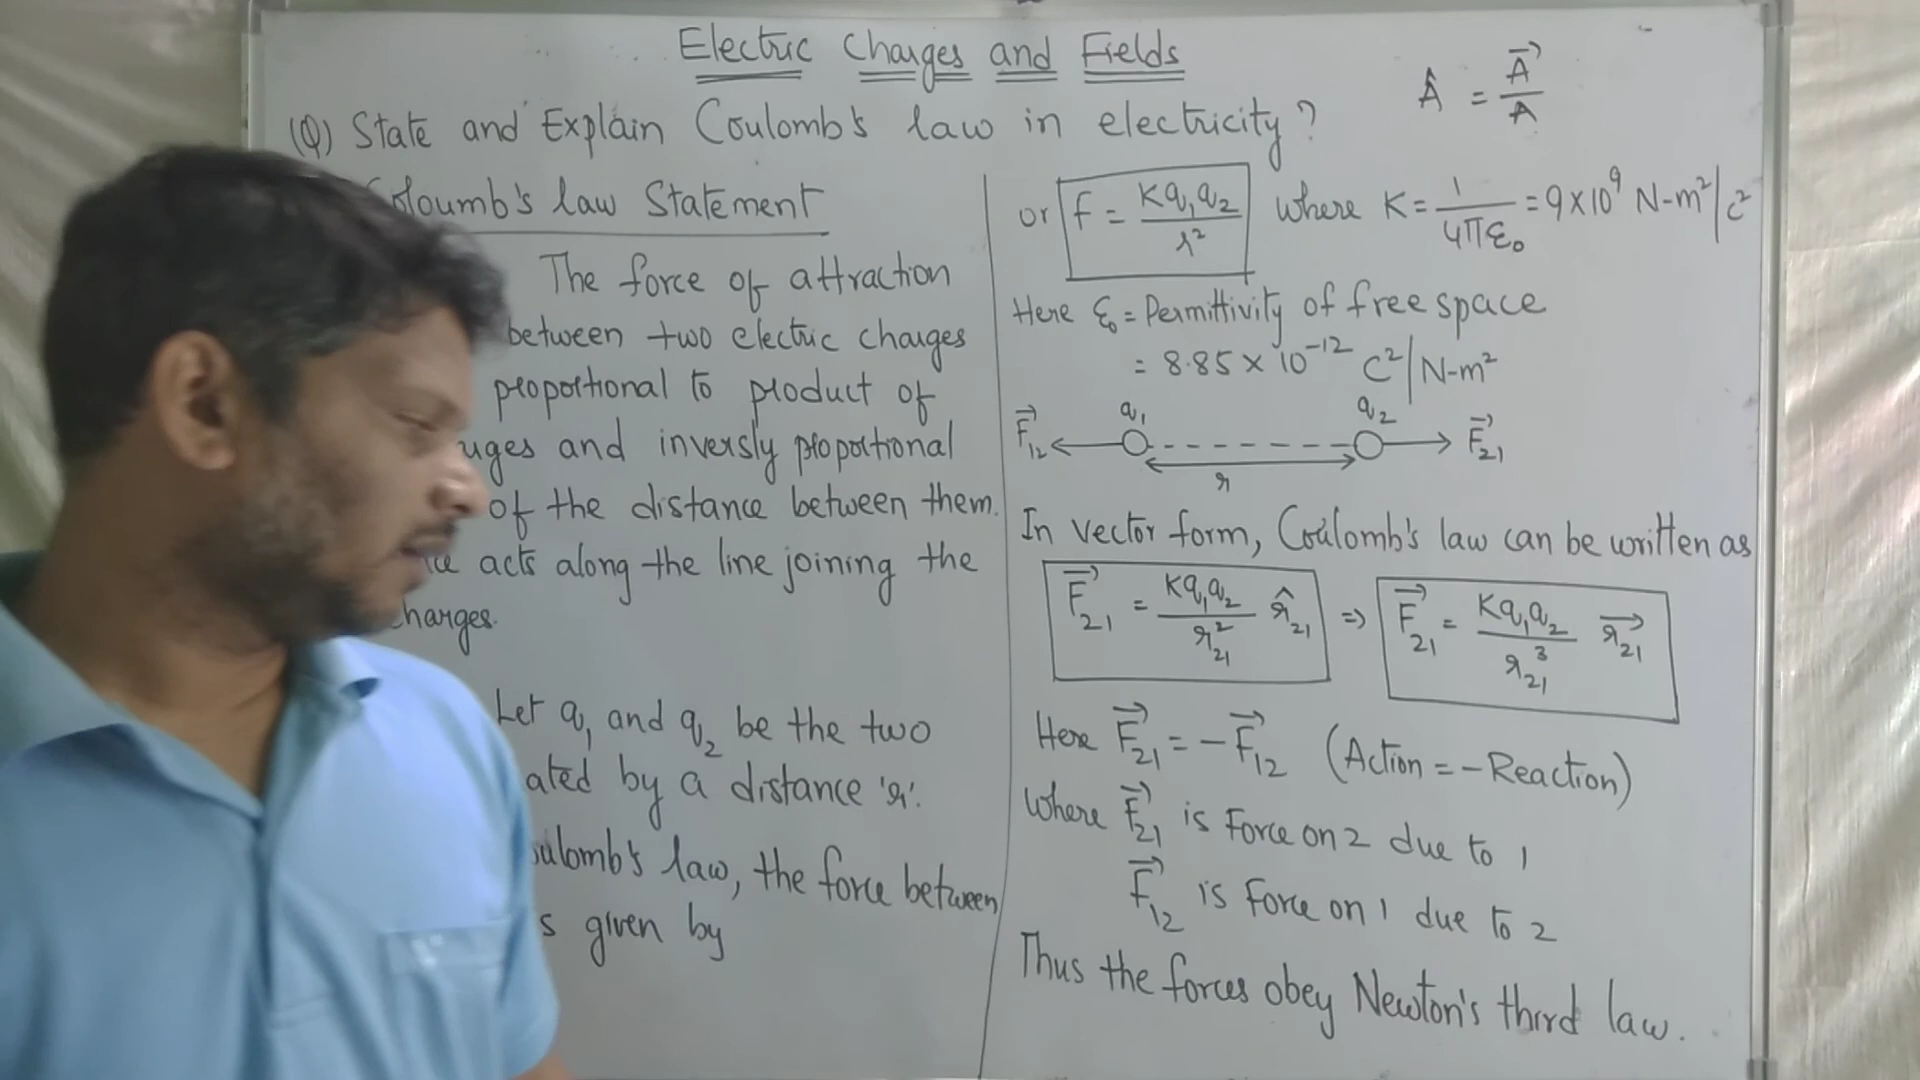 Electric Charges and Fields
Â = A⃗/A
(Q) State and Explain Coulomb's law in electricity?
Coloumb's law Statement
The force of attraction
between two electric charges
proportional to product of
and inversly proportional
of the distance between them.
acts along the line joining the
charges.
Let q₁ and q₂ be the two
by a distance 'r'.
law, the force between
given by
or F = Kq₁q₂/r² where K = 1/4πε₀ = 9×10⁹ N-m²/c²
Here ε₀ = Permittivity of free space
= 8.85 × 10⁻¹² C²/N-m²
F⃗₁₂ q₁ q₂ F⃗₂₁
r
In vector form, Coulomb's law can be written as
F⃗₂₁ = Kq₁q₂/r₂₁² r̂₂₁ ⇒ F⃗₂₁ = Kq₁q₂/r₂₁³ r⃗₂₁
Here F⃗₂₁ = -F⃗₁₂ (Action = -Reaction)
Where F⃗₂₁ is Force on 2 due to 1
F⃗₁₂ is Force on 1 due to 2
Thus the forces obey Newton's third law.